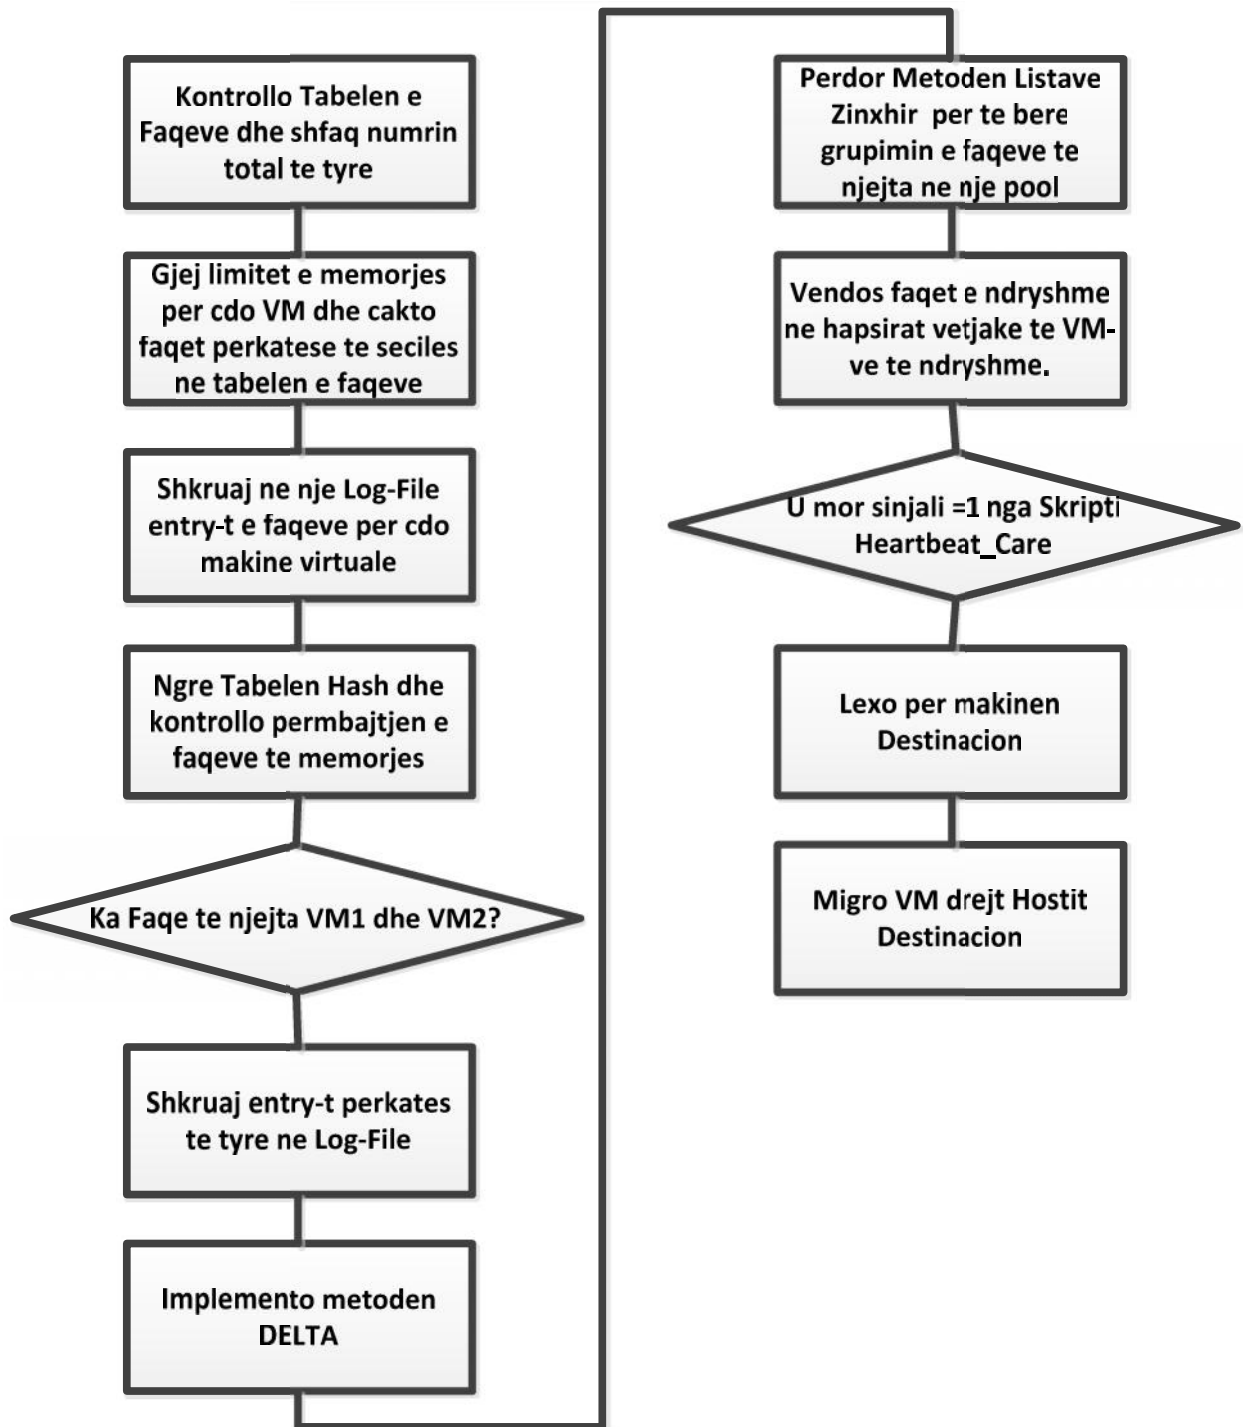 Kontrollo Tabelen e
Faqeve dhe shfaq numrin
total te tyre
Gjej limitet e memorjes
per cdo VM dhe cakto
faqet perkatese te seciles
ne tabelen e faqeve
Shkruaj ne nje Log-File
entry-t e faqeve per cdo
makine virtuale
Ngre Tabelen Hash dhe
kontrollo permbajtjen e
faqeve te memorjes
Ka Faqe te njejta VM1 dhe VM2?
Shkruaj entry-t perkates
te tyre ne Log-File
Implemento metoden
DELTA
Perdor Metoden Listave
Zinxhir per te bere
grupimin e faqeve te
njejta ne nje pool
Vendos faqet e ndryshme
ne hapsirat vetjake te VM-
ve te ndryshme.
U mor sinjali =1 nga Skripti
Heartbeat_Care
Lexo per makinen
Destinacion
Migro VM drejt Hostit
Destinacion